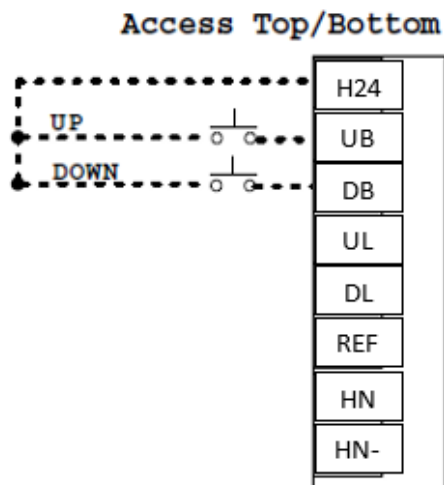 Access Top/Bottom
H24
UP
UB
DOWN
DB
UL
DL
REF
HN
HN-